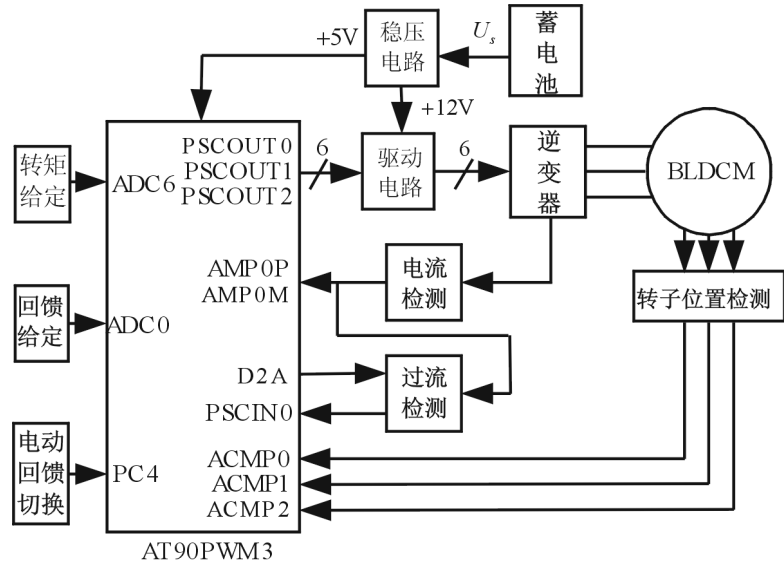 +5V
稳压
电路
U_s
蓄
电
池
+12V
转矩
给定
ADC6
PSCOUT0
PSCOUT1
PSCOUT2
6
驱动
电路
6
逆
变
器
BLDCM
回馈
给定
ADC0
AMP0P
AMP0M
电流
检测
转子位置检测
D2A
PSCIN0
过流
检测
电动
回馈
切换
PC4
ACMP0
ACMP1
ACMP2
AT90PWM3